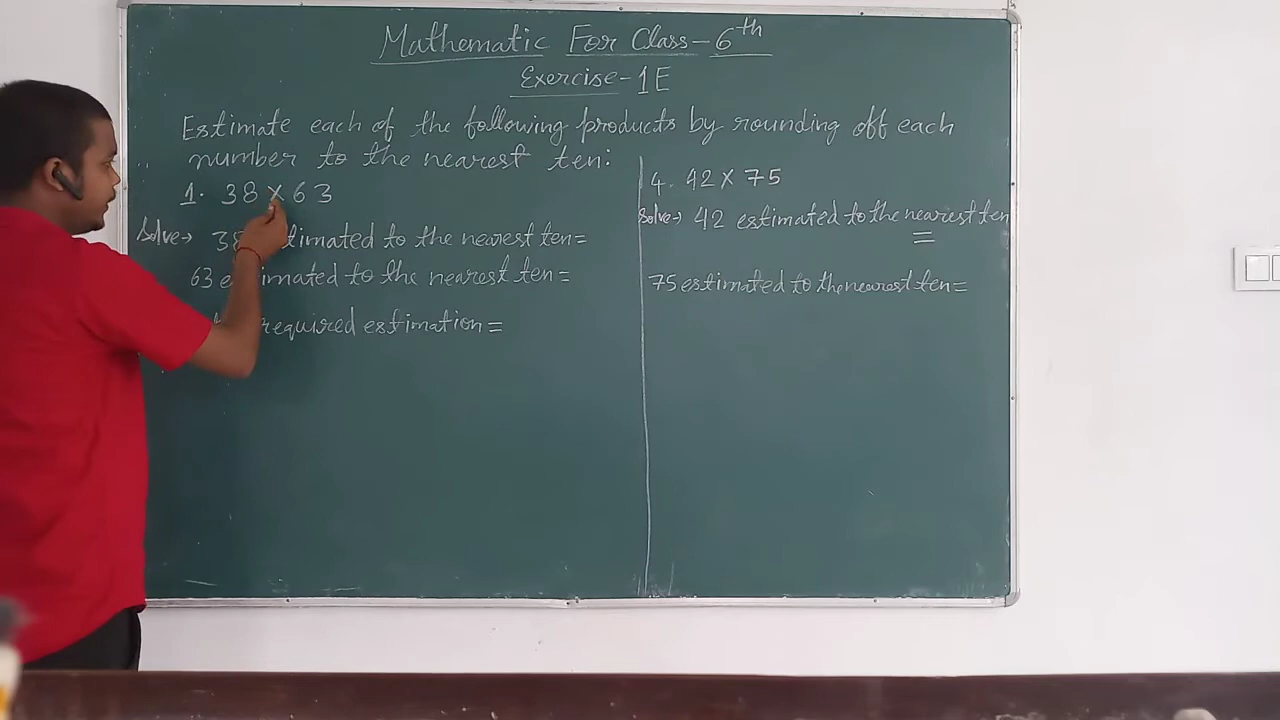 Mathematic For Class-6th
Exercise-1E
Estimate each of the following products by rounding off each
number to the nearest ten:
1. 38×63
Solve→ 38 estimated to the nearest ten=
63 estimated to the nearest ten=
required estimation=
4. 42×75
Solve→ 42 estimated to the nearest ten
=
75 estimated to the nearest ten=